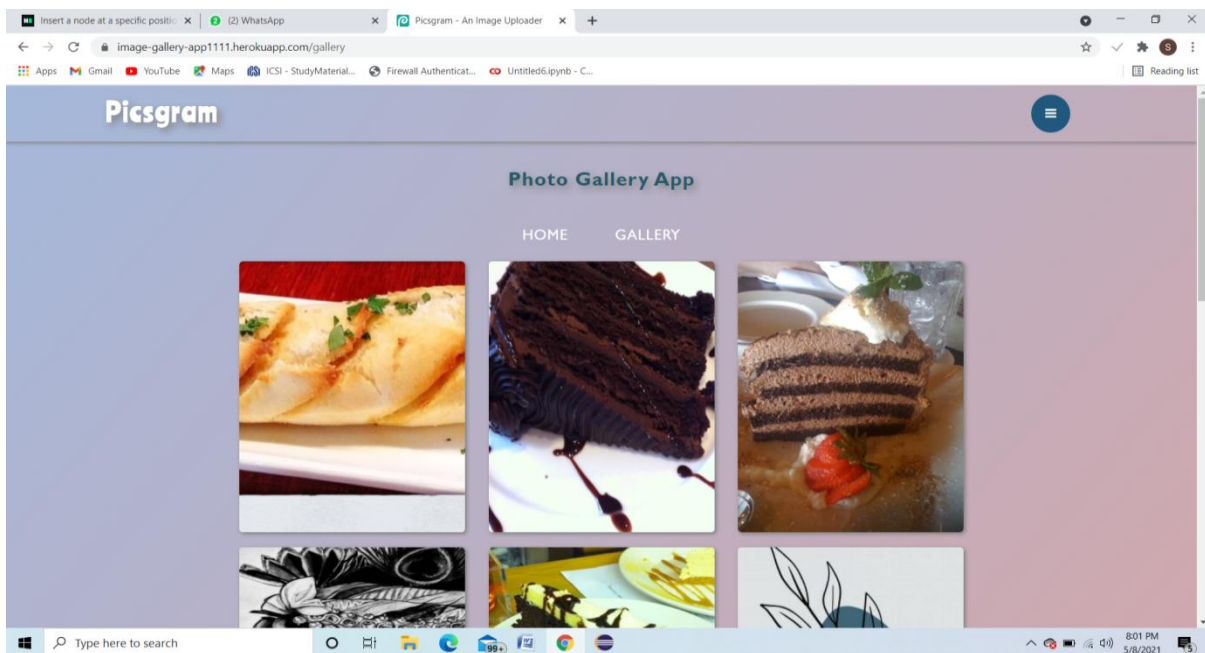 Insert a node at a specific positio
(2) WhatsApp
Picsgram - An Image Uploader
image-gallery-app1111.herokuapp.com/gallery
S
Apps
Gmail
YouTube
Maps
ICSI - StudyMaterial...
Firewall Authenticat...
Untitled6.ipynb - C...
Reading list
Picsgram
Photo Gallery App
HOME GALLERY
Type here to search
99+
8:01 PM
5/8/2021
5